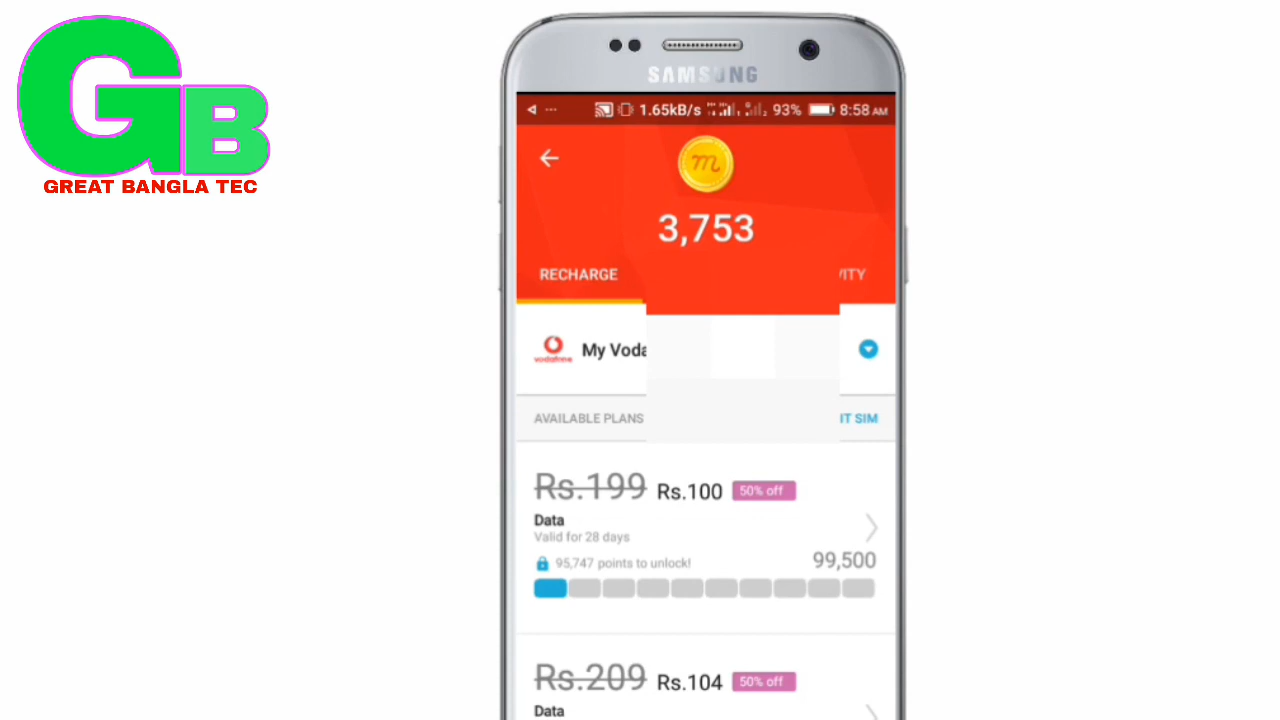 GB
GREAT BANGLA TEC
SAMSUNG
1.65kB/s 93% 8:58 AM
m
3,753
RECHARGE VITY
vodafone My Voda
AVAILABLE PLANS IT SIM
Rs.199 Rs.100 50% off
Data
Valid for 28 days
95,747 points to unlock! 99,500
Rs.209 Rs.104 50% off
Data